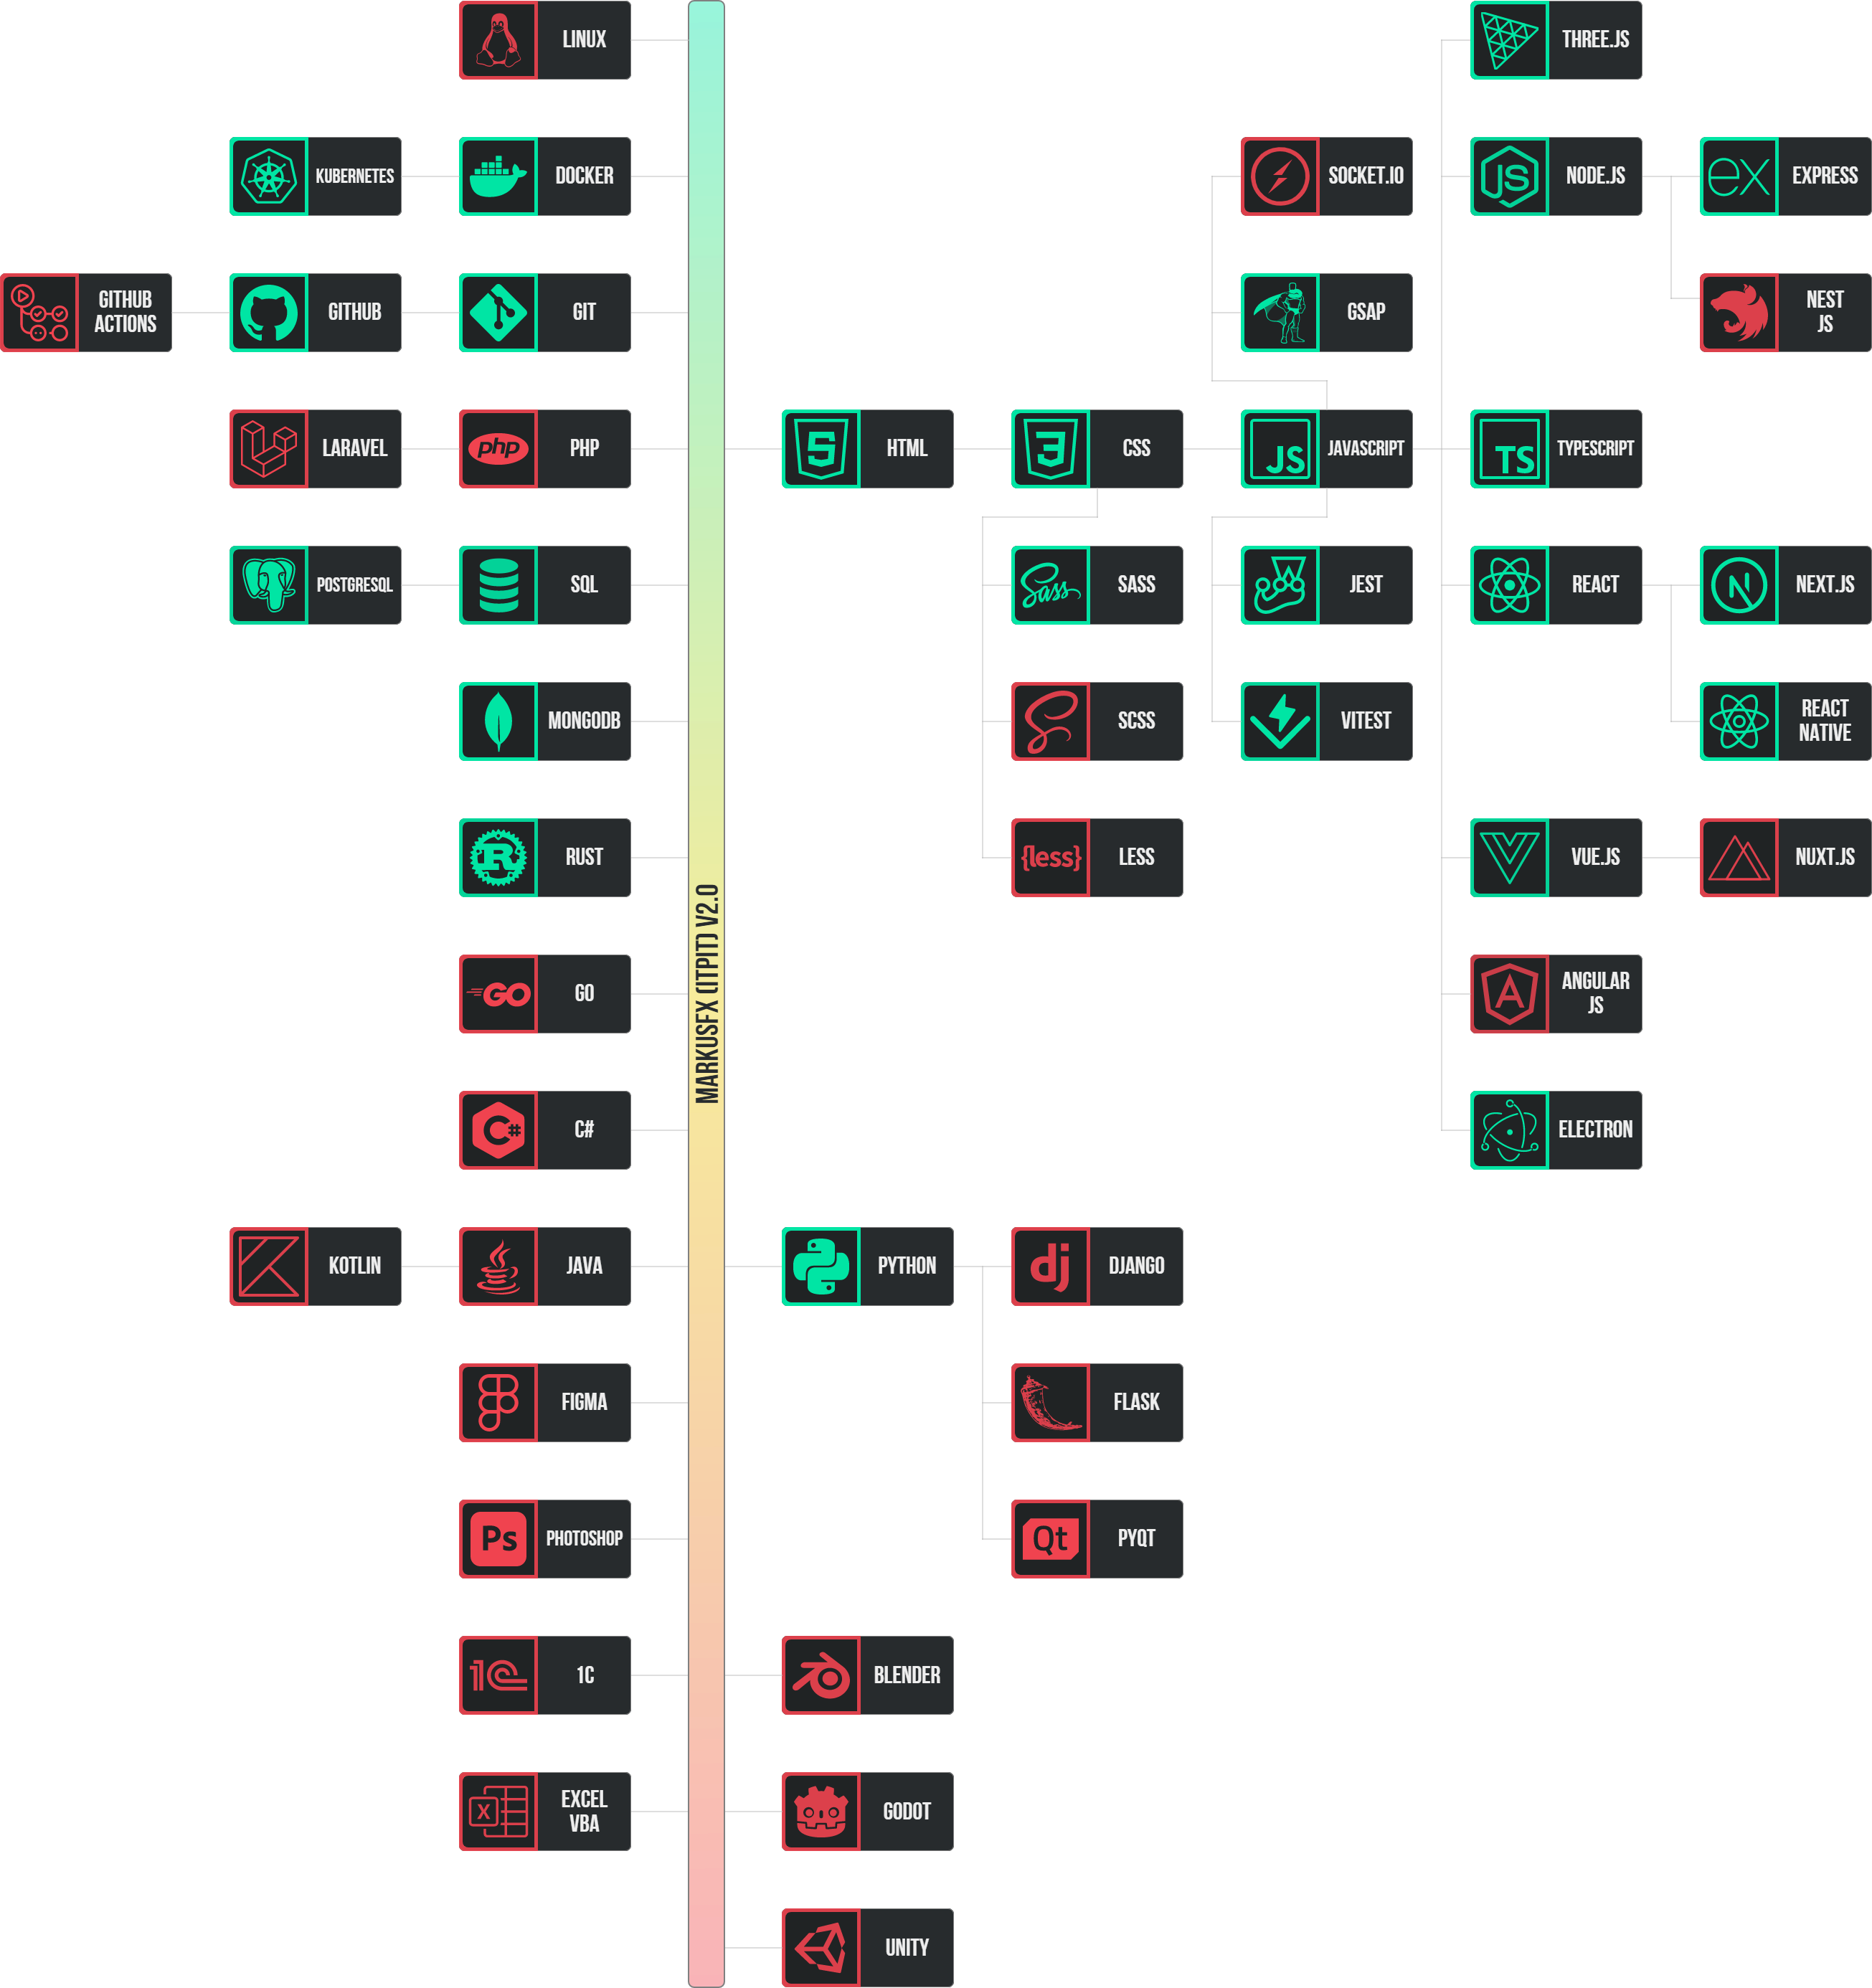 LINUX
THREE.JS
KUBERNETES
DOCKER
SOCKET.IO
JS
NODE.JS
ex
EXPRESS
GITHUB
ACTIONS
GITHUB
GIT
GSAP
NEST
JS
LARAVEL
php
PHP
5
HTML
3
CSS
JS
JAVASCRIPT
TS
TYPESCRIPT
POSTGRESQL
SQL
Sass
SASS
JEST
REACT
N
NEXT.JS
MONGODB
S
SCSS
VITEST
REACT
NATIVE
R
RUST
{less}
LESS
VUE.JS
NUXT.JS
MARKUSFX (ITPIT) V2.0
GO
GO
A
ANGULAR
JS
C#
C#
ELECTRON
KOTLIN
JAVA
PYTHON
dj
DJANGO
FIGMA
FLASK
Ps
PHOTOSHOP
Qt
PYQT
1C
1C
BLENDER
X
EXCEL
VBA
GODOT
UNITY